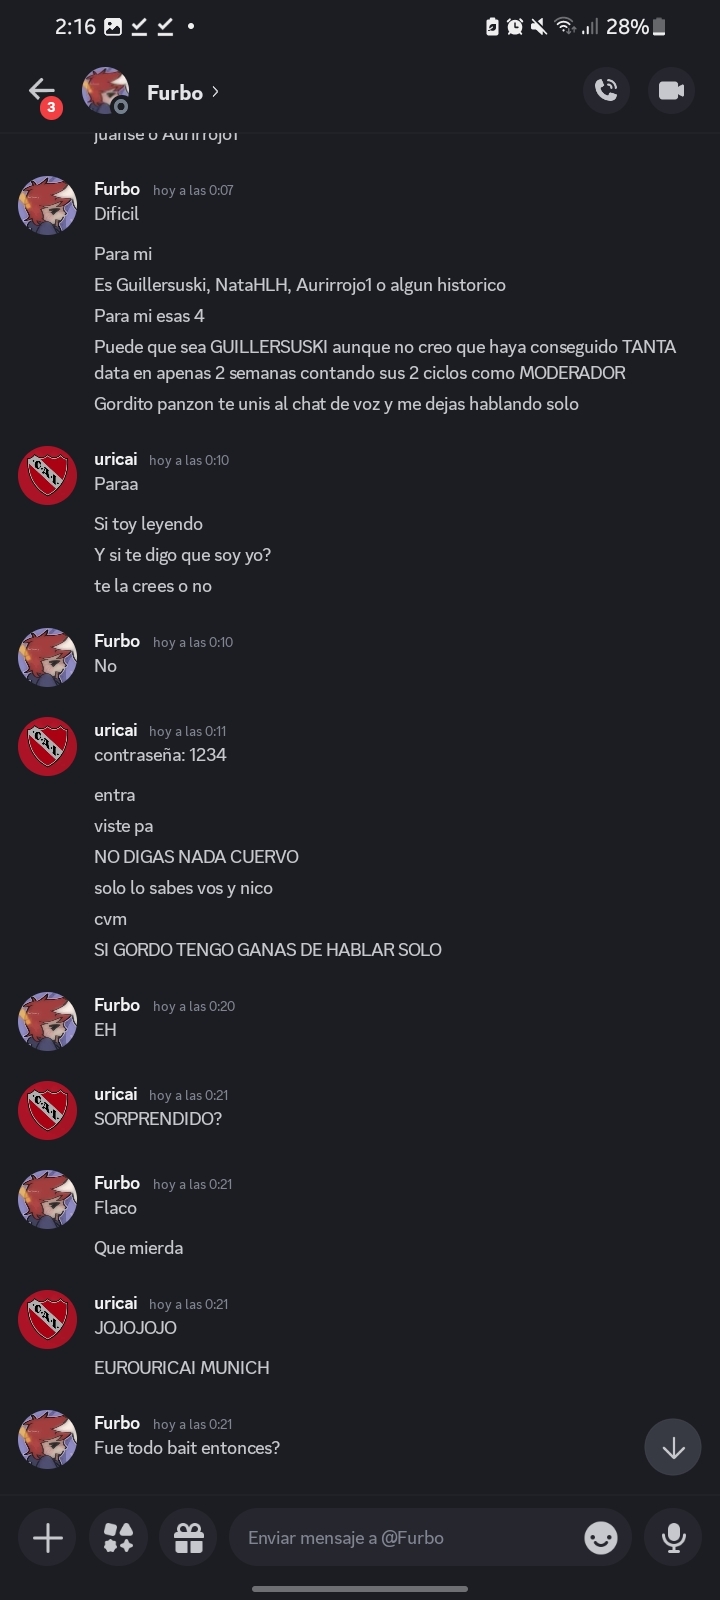 2:16
28%
3
Furbo
juanse o Aurirrojo1
Furbo hoy a las 0:07
Dificil
Para mi
Es Guillersuski, NataHLH, Aurirrojo1 o algun historico
Para mi esas 4
Puede que sea GUILLERSUSKI aunque no creo que haya conseguido TANTA
data en apenas 2 semanas contando sus 2 ciclos como MODERADOR
Gordito panzon te unis al chat de voz y me dejas hablando solo
uricai hoy a las 0:10
Paraa
Si toy leyendo
Y si te digo que soy yo?
te la crees o no
Furbo hoy a las 0:10
No
uricai hoy a las 0:11
contraseña: 1234
entra
viste pa
NO DIGAS NADA CUERVO
solo lo sabes vos y nico
cvm
SI GORDO TENGO GANAS DE HABLAR SOLO
Furbo hoy a las 0:20
EH
uricai hoy a las 0:21
SORPRENDIDO?
Furbo hoy a las 0:21
Flaco
Que mierda
uricai hoy a las 0:21
JOJOJOJO
EUROURICAI MUNICH
Furbo hoy a las 0:21
Fue todo bait entonces?
Enviar mensaje a @Furbo